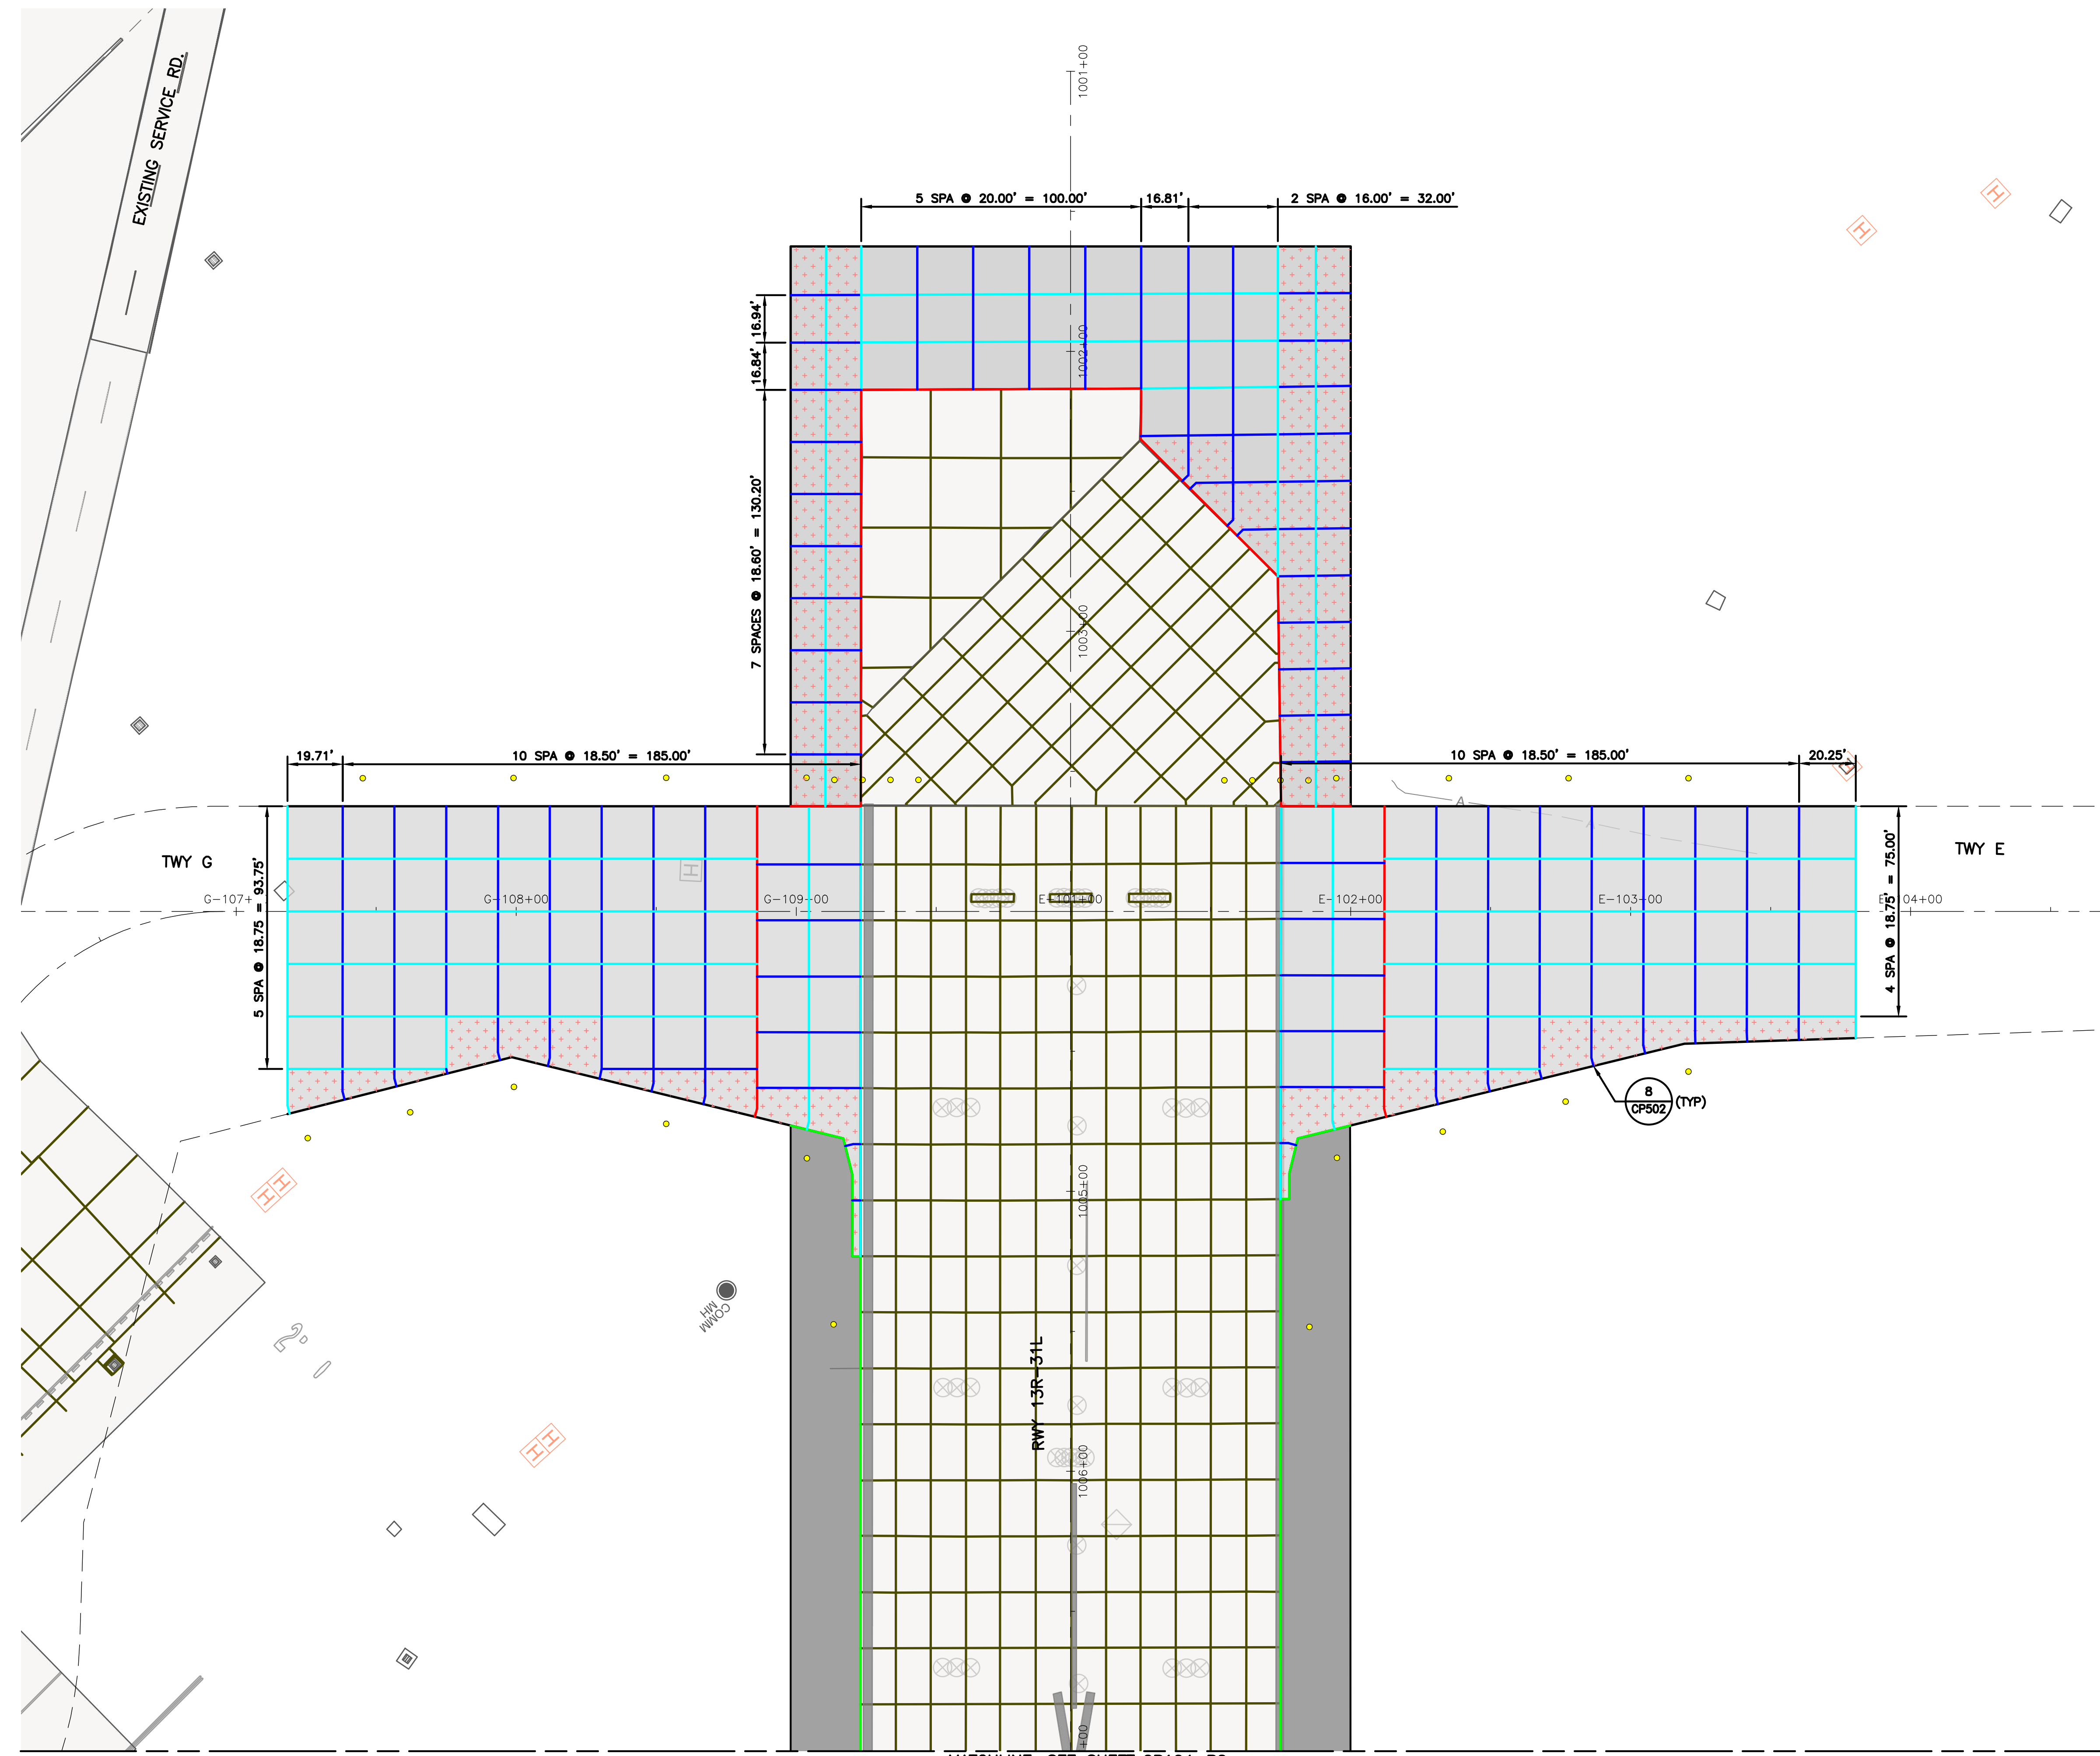 EXISTING SERVICE RD.
1001+00
5 SPA @ 20.00' = 100.00'
16.81'
2 SPA @ 16.00' = 32.00'
16.94'
16.84'
1002+00
7 SPACES @ 18.60' = 130.20'
1003+00
19.71'
10 SPA @ 18.50' = 185.00'
10 SPA @ 18.50' = 185.00'
20.25'
A
A
TWY G
TWY E
H
H
H
H
G-107+
G-108+00
G-109+00
E-101+00
E-102+00
E-103+00
04+00
5 SPA @ 18.75 = 93.75'
4 SPA @ 18.75' = 75.00'
8
CP502
(TYP)
HH
1005+00
COMM
MH
RWY 13R-31L
HH
1006+00
+00